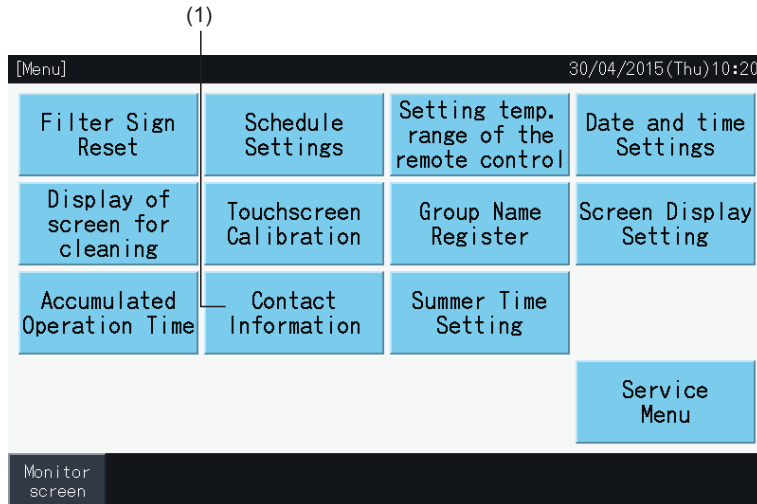 (1)
[Menu] 30/04/2015(Thu)10:20
Filter Sign
Reset
Schedule
Settings
Setting temp.
range of the
remote control
Date and time
Settings
Display of
screen for
cleaning
Touchscreen
Calibration
Group Name
Register
Screen Display
Setting
Accumulated
Operation Time
Contact
Information
Summer Time
Setting
Service
Menu
Monitor
screen